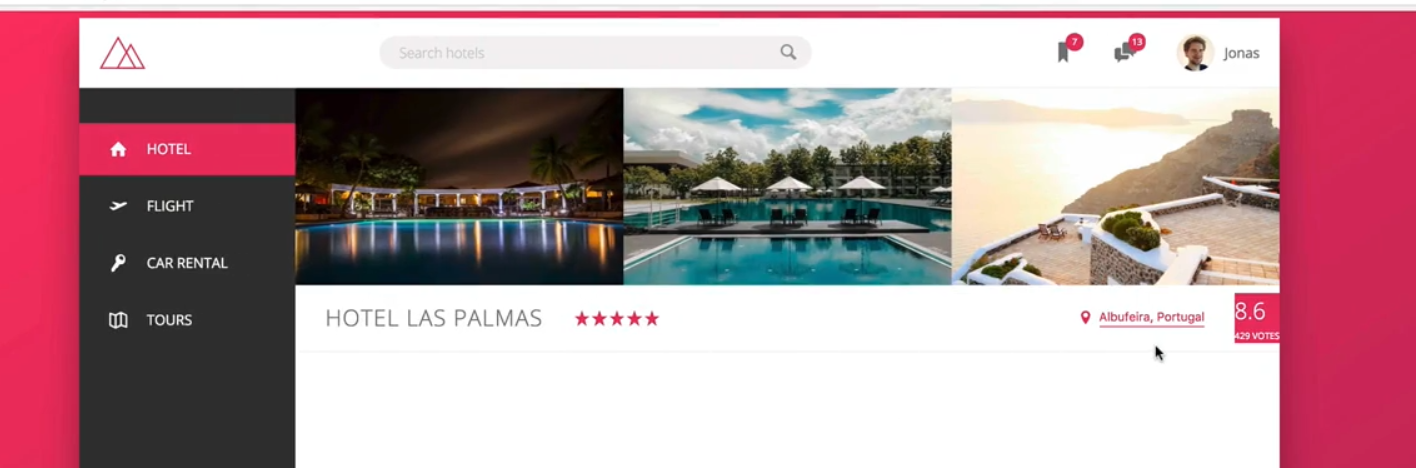 Search hotels
7
13
Jonas
HOTEL
FLIGHT
CAR RENTAL
TOURS
HOTEL LAS PALMAS
Albufeira, Portugal
8.6
429 VOTES